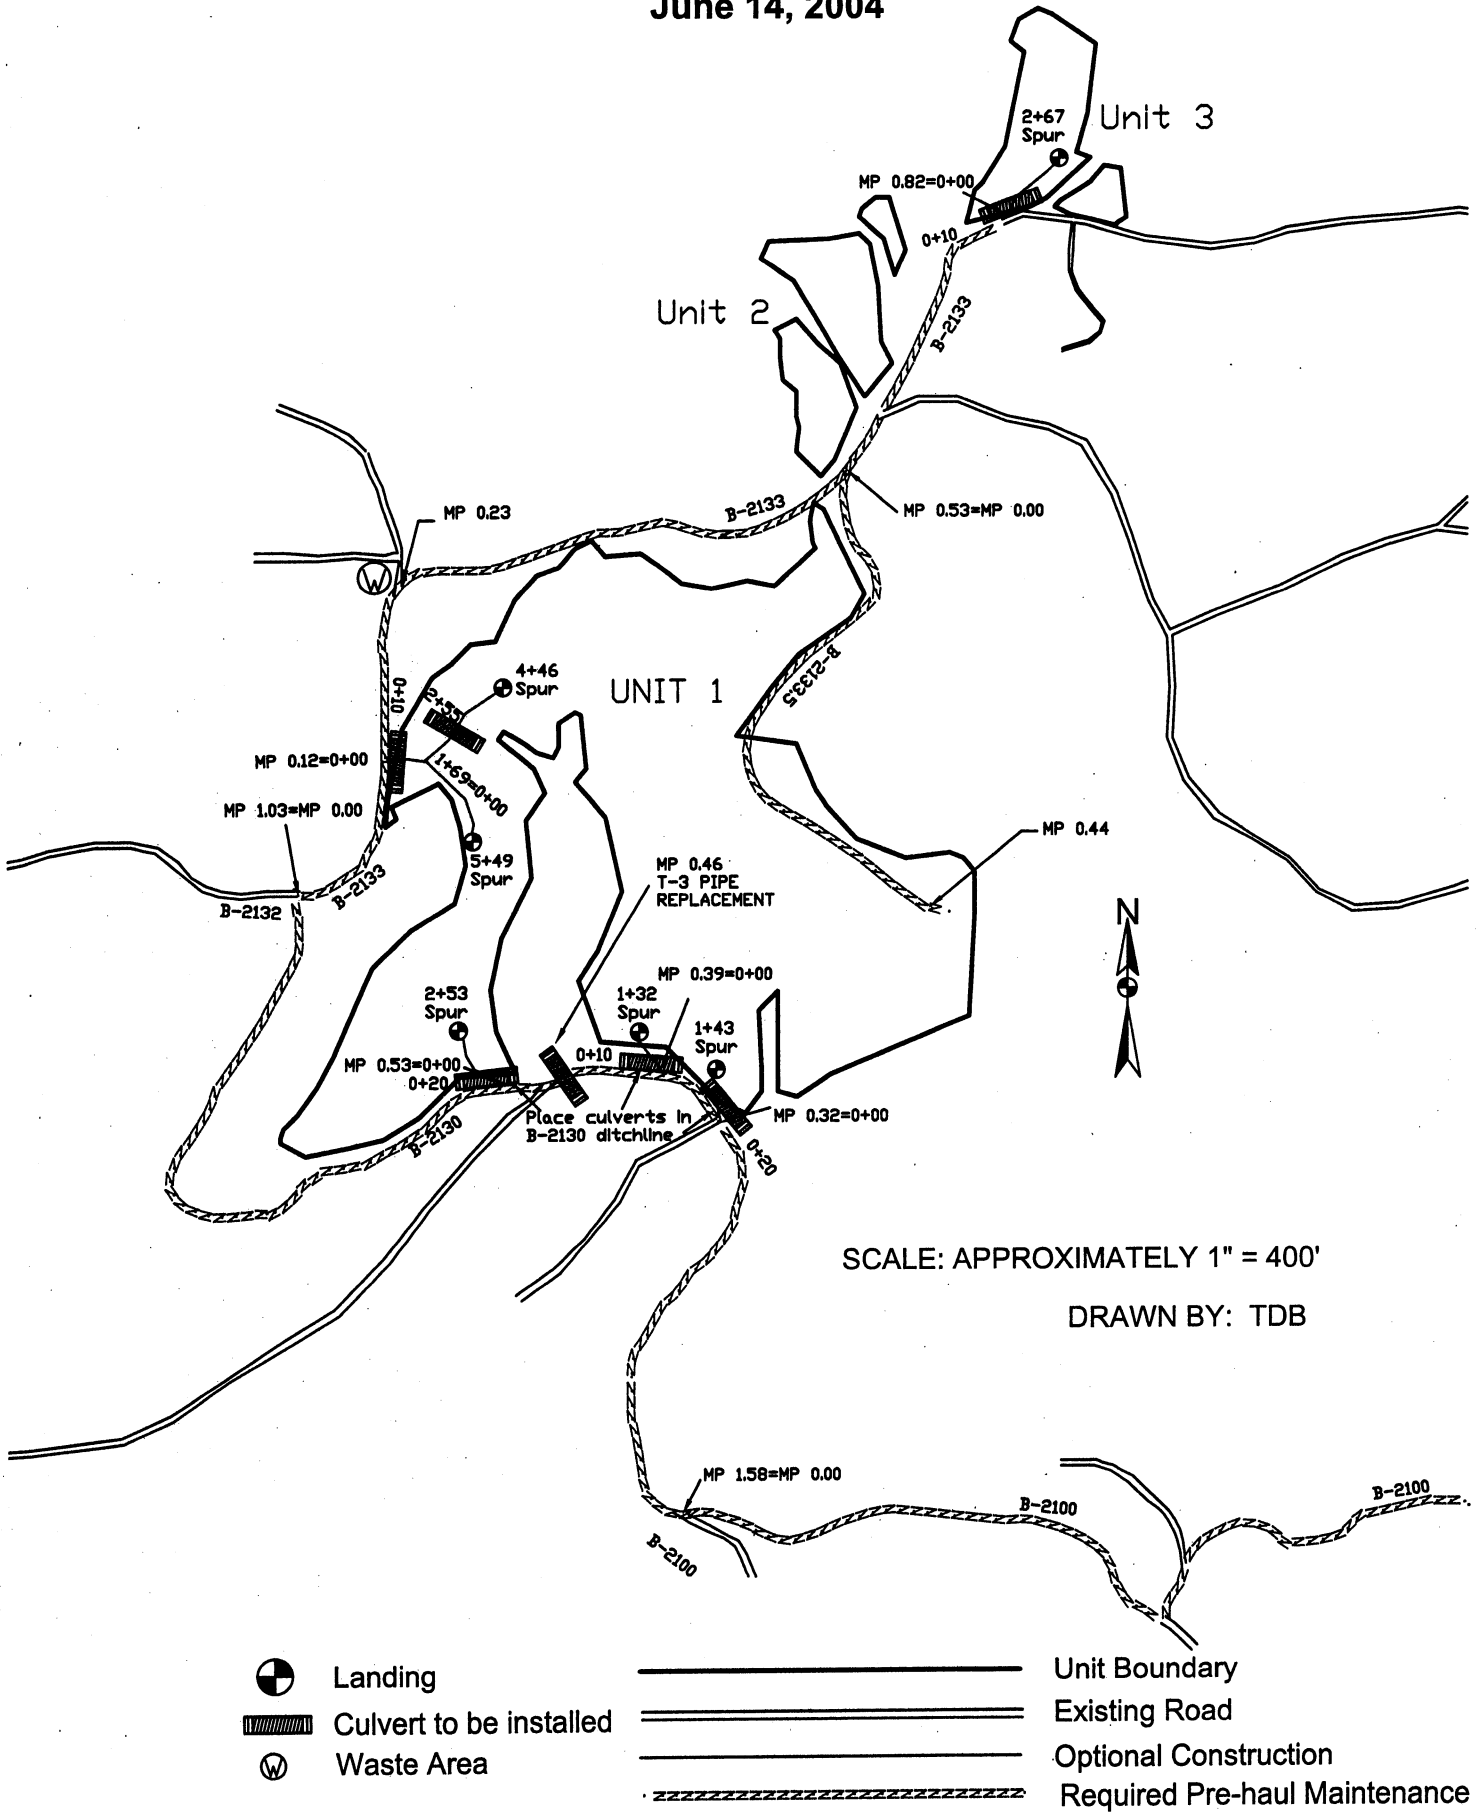 June 14, 2004
2+67
Spur
Unit 3
MP 0.82=0+00
0+10
B-2133
Unit 2
MP 0.23
B-2133
MP 0.53=MP 0.00
W
4+46
Spur
UNIT 1
B-2133.5
0+10
2+55
MP 0.12=0+00
1+69=0+00
MP 1.03=MP 0.00
MP 0.44
5+49
Spur
MP 0.46
T-3 PIPE
REPLACEMENT
B-2133
B-2132
N
MP 0.39=0+00
2+53
Spur
1+32
Spur
1+43
Spur
MP 0.53=0+00
0+10
0+20
Place culverts in
B-2130 ditchline
MP 0.32=0+00
B-2130
0+20
SCALE: APPROXIMATELY 1" = 400'
DRAWN BY: TDB
MP 1.58=MP 0.00
B-2100
B-2100
B-2100
Landing
Unit Boundary
Culvert to be installed
Existing Road
W
Waste Area
Optional Construction
Required Pre-haul Maintenance